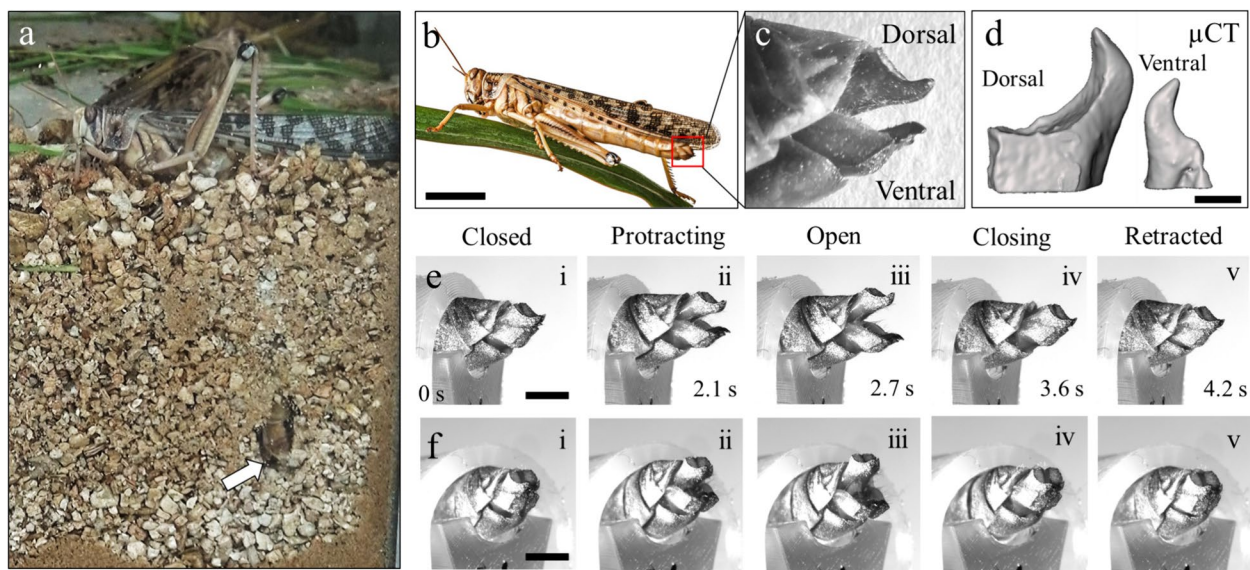 a
b
c
Dorsal
Ventral
d
µCT
Dorsal
Ventral
Closed
Protracting
Open
Closing
Retracted
e
i
ii
iii
iv
v
0 s
2.1 s
2.7 s
3.6 s
4.2 s
f
i
ii
iii
iv
v